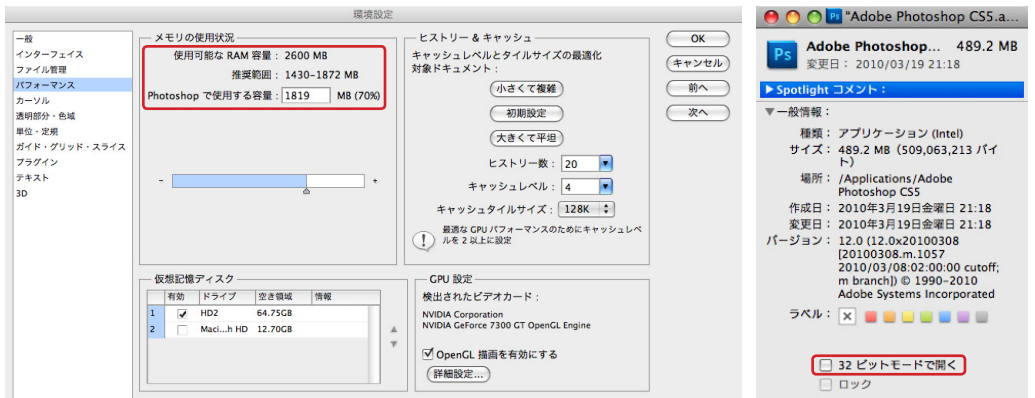 環境設定
一般
インターフェイス
ファイル管理
パフォーマンス
カーソル
透明部分・色域
単位・定規
ガイド・グリッド・スライス
プラグイン
テキスト
3D
メモリの使用状況
使用可能な RAM 容量： 2600 MB
推奨範囲： 1430-1872 MB
Photoshop で使用する容量： 1819 MB (70%)
- +
ヒストリー & キャッシュ
キャッシュレベルとタイルサイズの最適化
対象ドキュメント：
小さくて複雑
初期設定
大きくて平坦
ヒストリー数： 20
キャッシュレベル： 4
キャッシュタイルサイズ： 128K
最適な GPU パフォーマンスのためにキャッシュレベ
ルを 2 以上に設定
OK
キャンセル
前へ
次へ
仮想記憶ディスク
有効 ドライブ 空き領域 情報
1 HD2 64.75GB
2 Maci...h HD 12.70GB
GPU 設定
検出されたビデオカード：
NVIDIA Corporation
NVIDIA GeForce 7300 GT OpenGL Engine
OpenGL 描画を有効にする
詳細設定...
Ps "Adobe Photoshop CS5.a...
Ps
Adobe Photoshop... 489.2 MB
変更日： 2010/03/19 21:18
Spotlight コメント：
一般情報：
種類： アプリケーション (Intel)
サイズ： 489.2 MB（509,063,213 バイ
ト）
場所： /Applications/Adobe
Photoshop CS5
作成日： 2010年3月19日金曜日 21:18
変更日： 2010年3月19日金曜日 21:18
バージョン： 12.0 (12.0x20100308
[20100308.m.1057
2010/03/08:02:00:00 cutoff;
m branch]) © 1990-2010
Adobe Systems Incorporated
ラベル： ×
32 ビットモードで開く
ロック